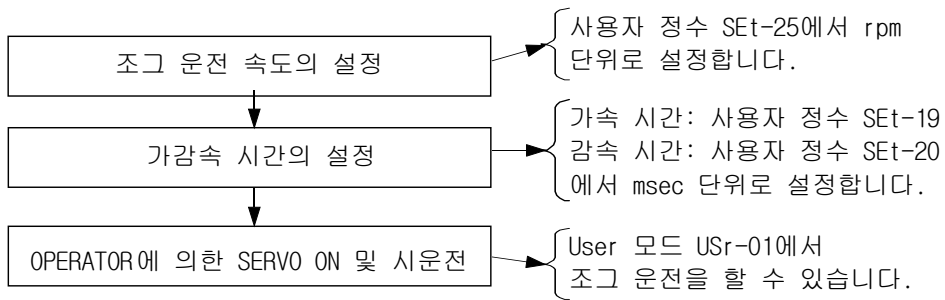 조그 운전 속도의 설정
사용자 정수 SEt-25에서 rpm
단위로 설정합니다.
가감속 시간의 설정
가속 시간: 사용자 정수 SEt-19
감속 시간: 사용자 정수 SEt-20
에서 msec 단위로 설정합니다.
OPERATOR에 의한 SERVO ON 및 시운전
User 모드 USr-01에서
조그 운전을 할 수 있습니다.